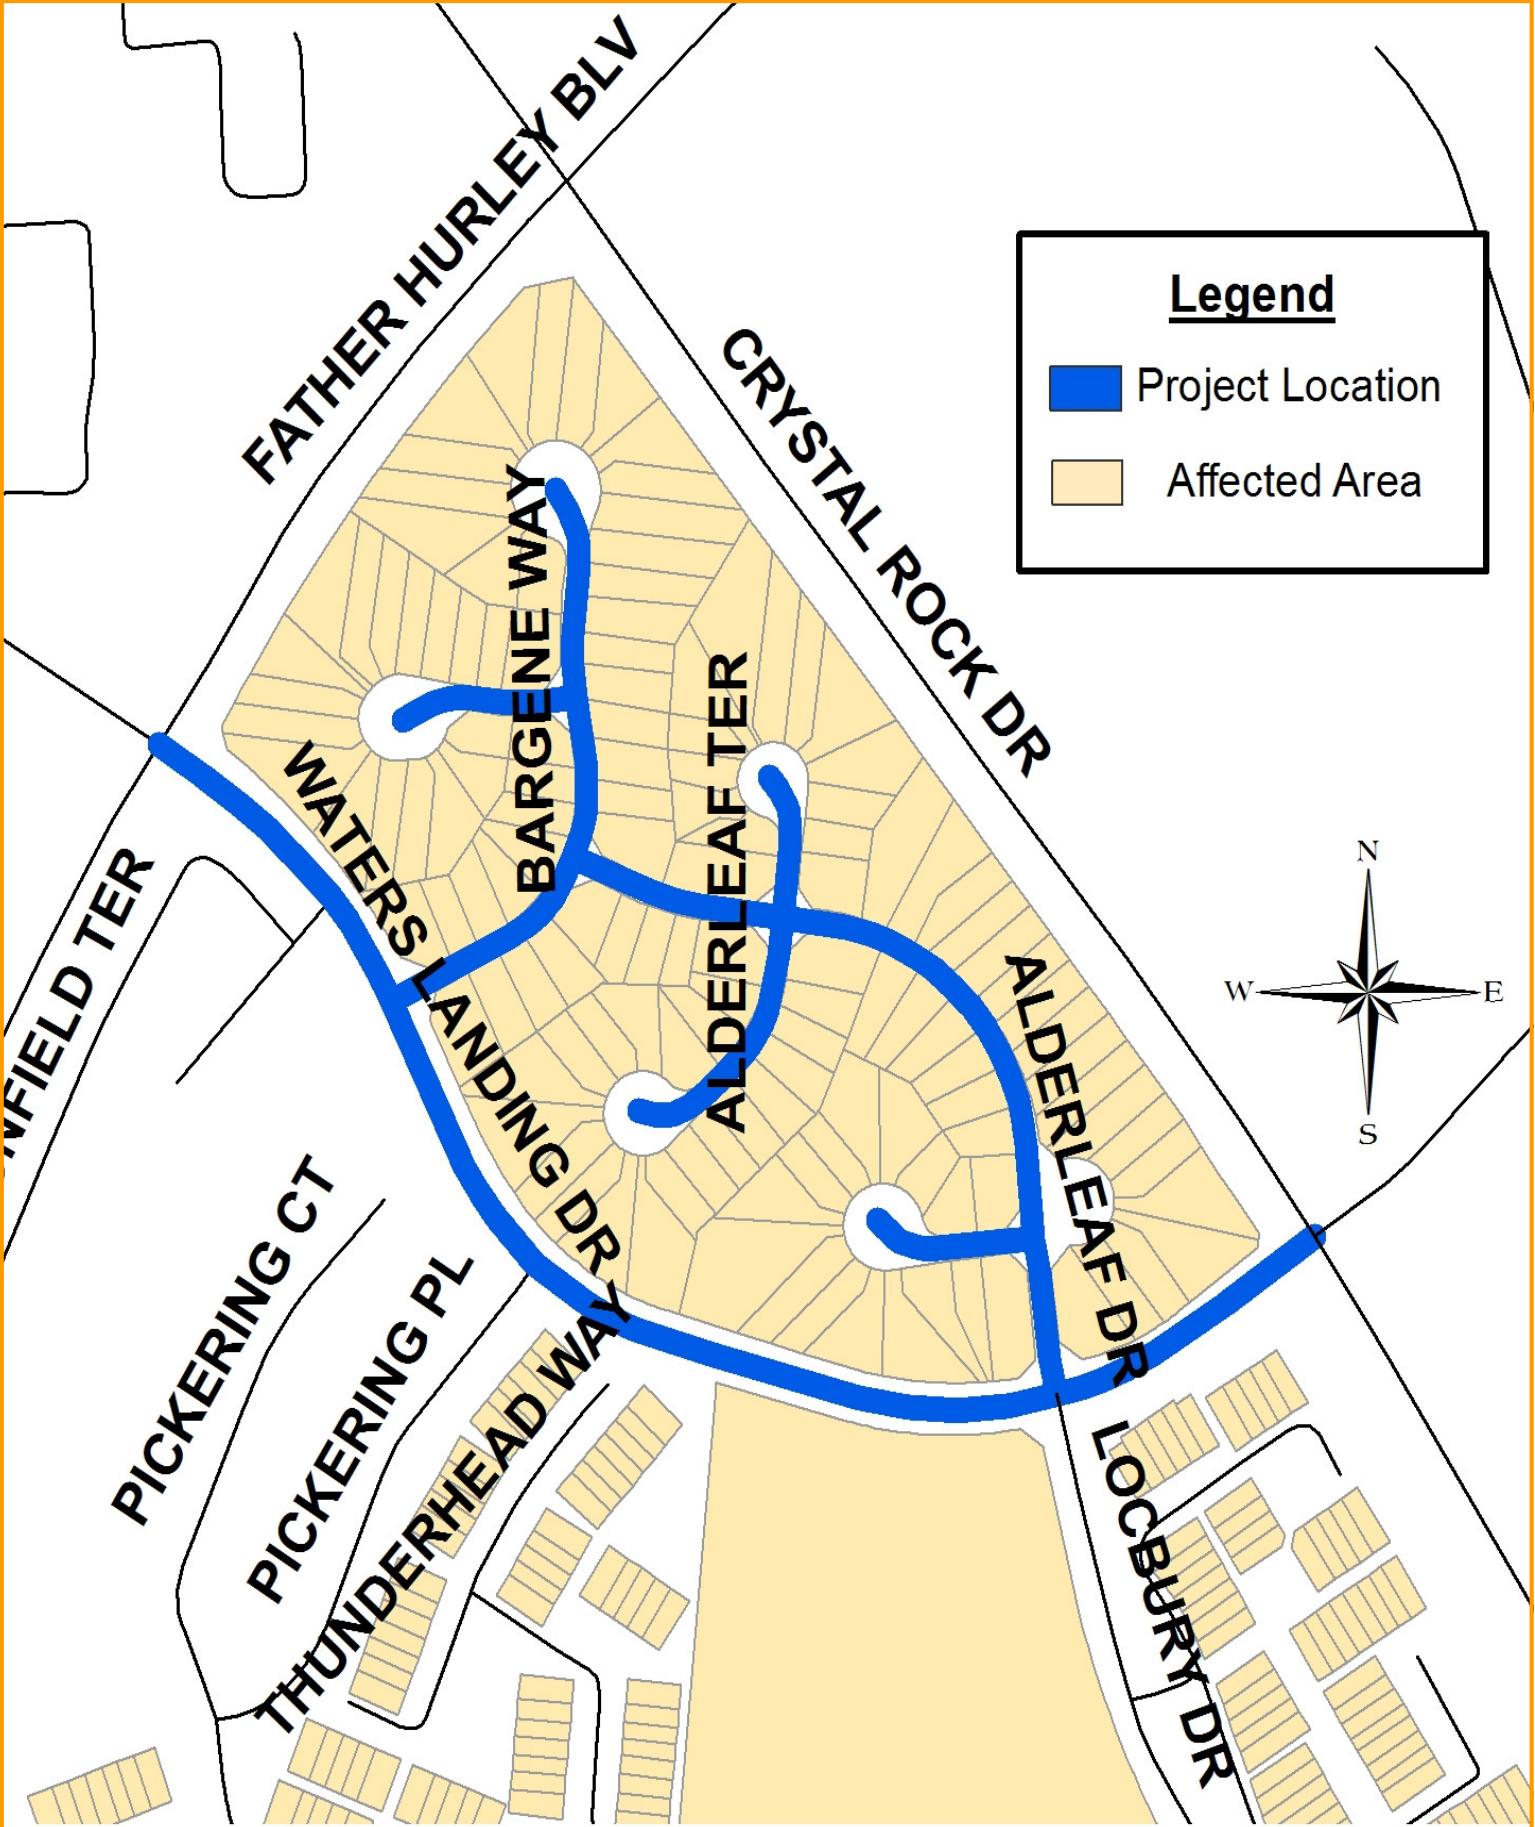 FATHER HURLEY BLV
CRYSTAL ROCK DR
Legend
Project Location
Affected Area
BARGENE WAY
ALDERLEAF TER
WATERS LANDING DR
ALDERLEAF DR
N
W
E
S
NFIELD TER
PICKERING CT
PICKERING PL
THUNDERHEAD WAY
LOCBURY DR